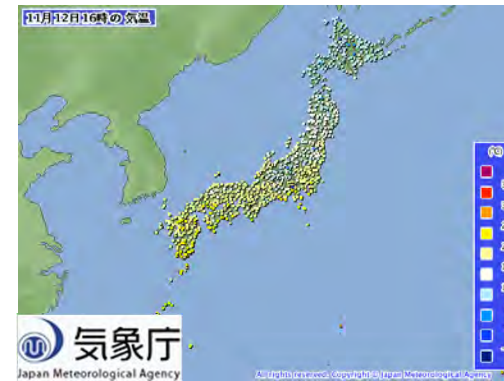 11月12日16時の気温
(℃)
気象庁
Japan Meteorological Agency
All rights reserved. Copyright © Japan Meteorological Agency